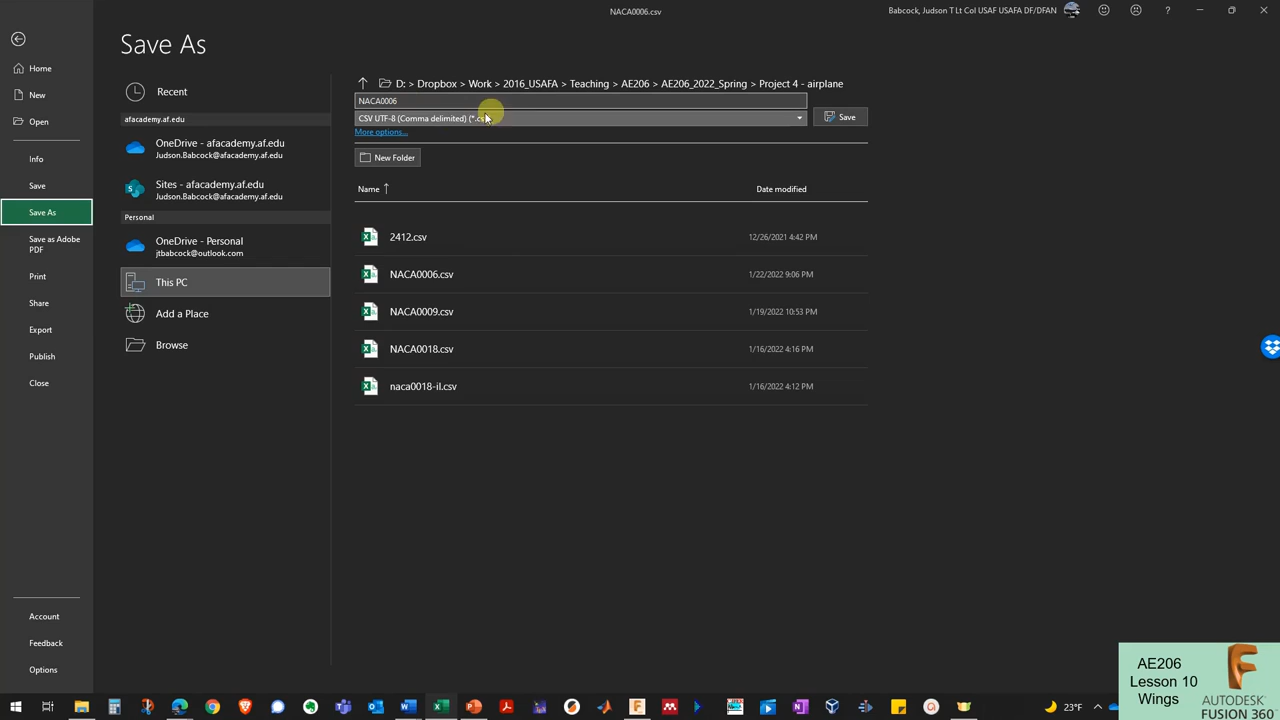 NACA0006.csv
Babcock, Judson T Lt Col USAF USAFA DF/DFAN
?
Save As
Home
New
Open
Info
Save
Save As
Save as Adobe
PDF
Print
Share
Export
Publish
Close
Account
Feedback
Options
Recent
afacademy.af.edu
OneDrive - afacademy.af.edu
Judson.Babcock@afacademy.af.edu
Sites - afacademy.af.edu
Judson.Babcock@afacademy.af.edu
Personal
OneDrive - Personal
jtbabcock@outlook.com
This PC
Add a Place
Browse
D: > Dropbox > Work > 2016_USAFA > Teaching > AE206 > AE206_2022_Spring > Project 4 - airplane
NACA0006
CSV UTF-8 (Comma delimited) (*.csv)
Save
More options...
New Folder
Name Date modified
2412.csv 12/26/2021 4:42 PM
NACA0006.csv 1/22/2022 9:06 PM
NACA0009.csv 1/19/2022 10:53 PM
NACA0018.csv 1/16/2022 4:16 PM
naca0018-il.csv 1/16/2022 4:12 PM
AE206
Lesson 10
Wings
AUTODESK
FUSION 360
23°F